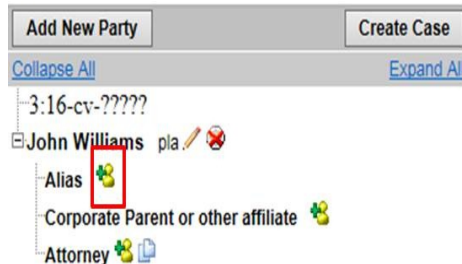 Add New Party Create Case
Collapse All Expand All
3:16-cv-?????
John Williams pla
Alias
Corporate Parent or other affiliate
Attorney